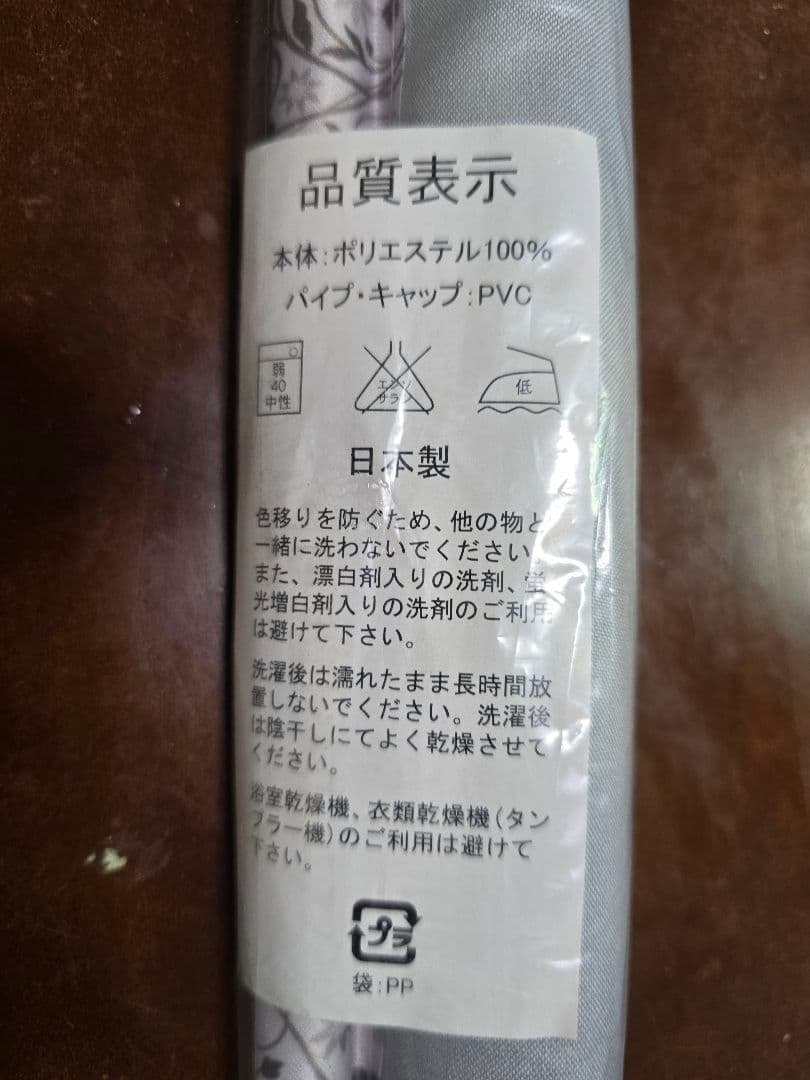 品質表示
本体:ポリエステル100%
パイプ・キャップ:PVC
弱
40
中性
エンソ
サラシ
低
日本製
色移りを防ぐため、他の物と
一緒に洗わないでください。
また、漂白剤入りの洗剤、蛍
光増白剤入りの洗剤のご利用
は避けて下さい。
洗濯後は濡れたまま長時間放
置しないでください。洗濯後
は陰干しにてよく乾燥させて
ください。
浴室乾燥機、衣類乾燥機(タン
ブラー機)のご利用は避けて
下さい。
プラ
袋:PP